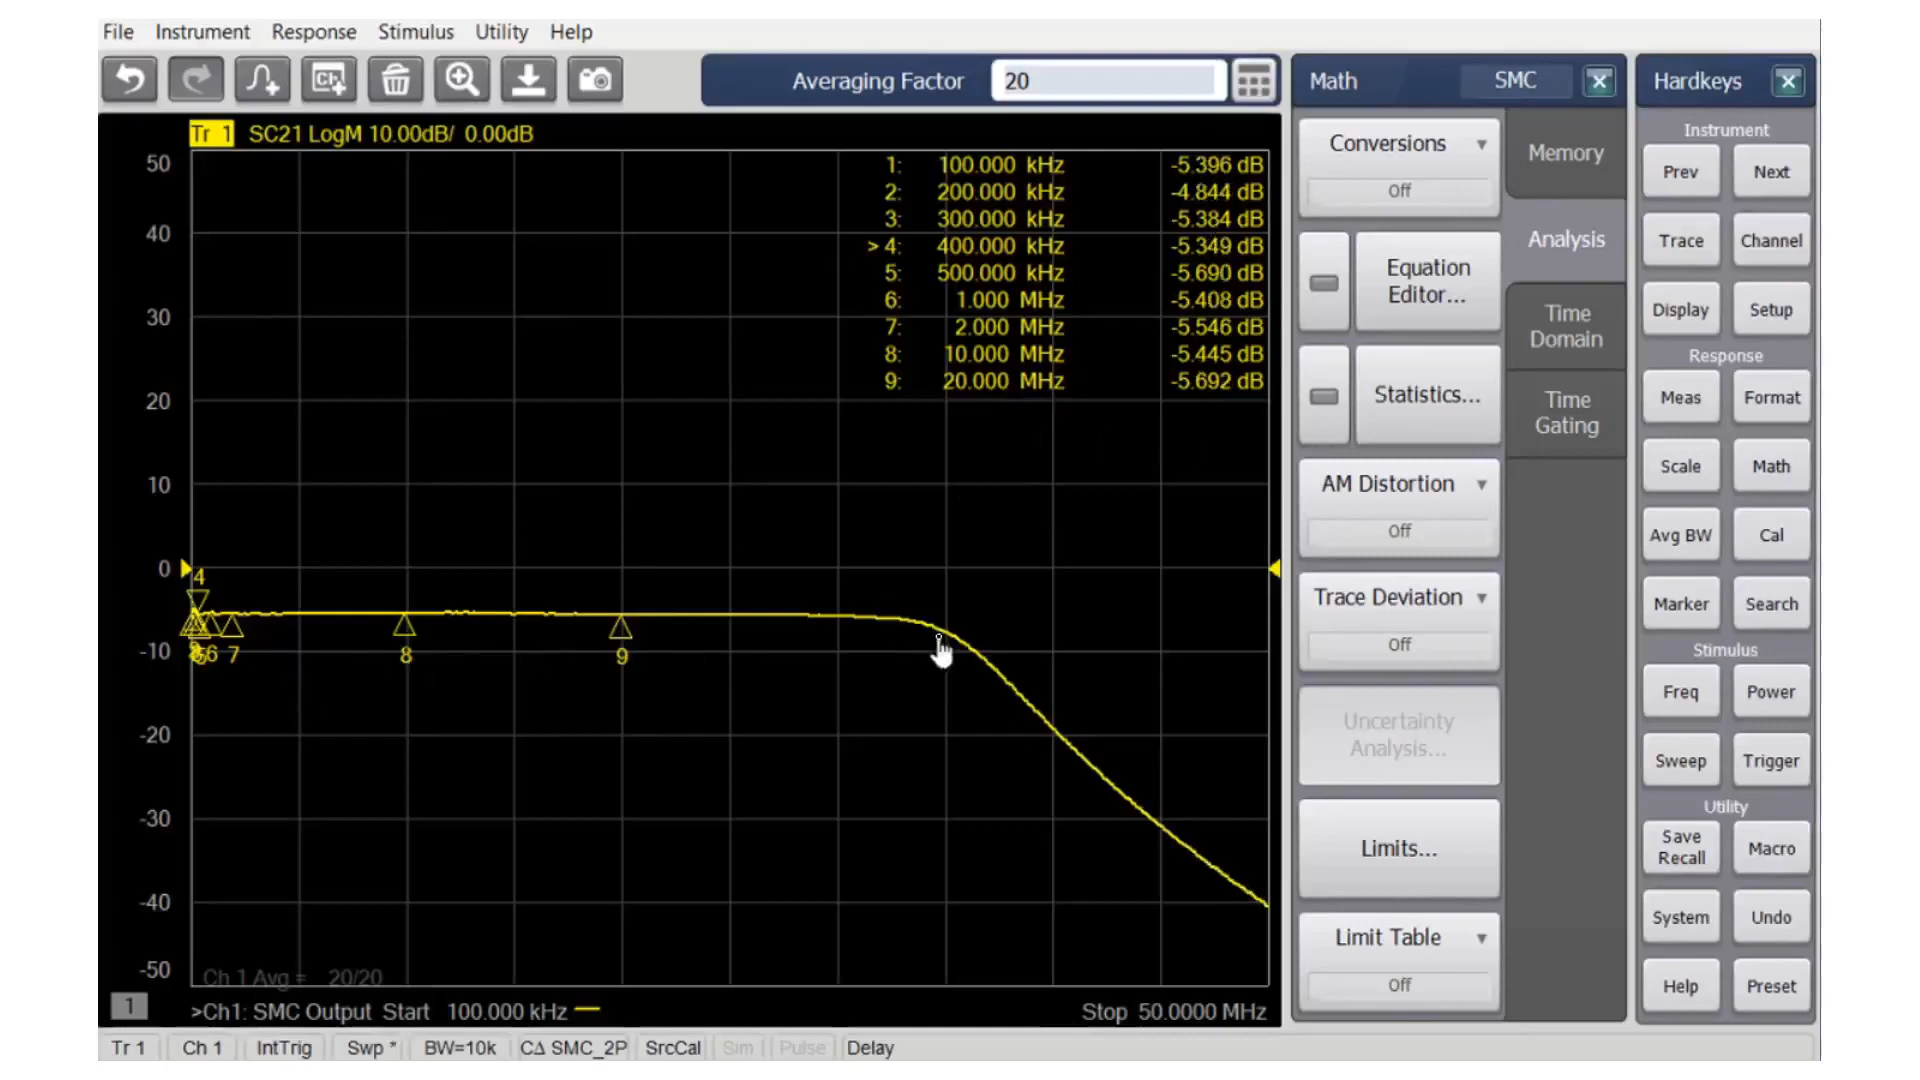 File Instrument Response Stimulus Utility Help
Averaging Factor 20
Math SMC
Hardkeys
Tr 1 SC21 LogM 10.00dB/ 0.00dB
50
40
30
20
10
0
-10
-20
-30
-40
-50
1: 100.000 kHz -5.396 dB
2: 200.000 kHz -4.844 dB
3: 300.000 kHz -5.384 dB
> 4: 400.000 kHz -5.349 dB
5: 500.000 kHz -5.690 dB
6: 1.000 MHz -5.408 dB
7: 2.000 MHz -5.546 dB
8: 10.000 MHz -5.445 dB
9: 20.000 MHz -5.692 dB
4
5 6 7 8 9
Ch 1 Avg = 20/20
1
>Ch1: SMC Output Start 100.000 kHz
Stop 50.0000 MHz
Conversions
Off
Equation
Editor...
Statistics...
AM Distortion
Off
Trace Deviation
Off
Uncertainty
Analysis...
Limits...
Limit Table
Off
Memory
Analysis
Time
Domain
Time
Gating
Instrument
Prev Next
Trace Channel
Display Setup
Response
Meas Format
Scale Math
Avg BW Cal
Marker Search
Stimulus
Freq Power
Sweep Trigger
Utility
Save
Recall
Macro
System Undo
Help Preset
Tr 1 Ch 1 IntTrig Swp * BW=10k CΔ SMC_2P SrcCal Sim Pulse Delay